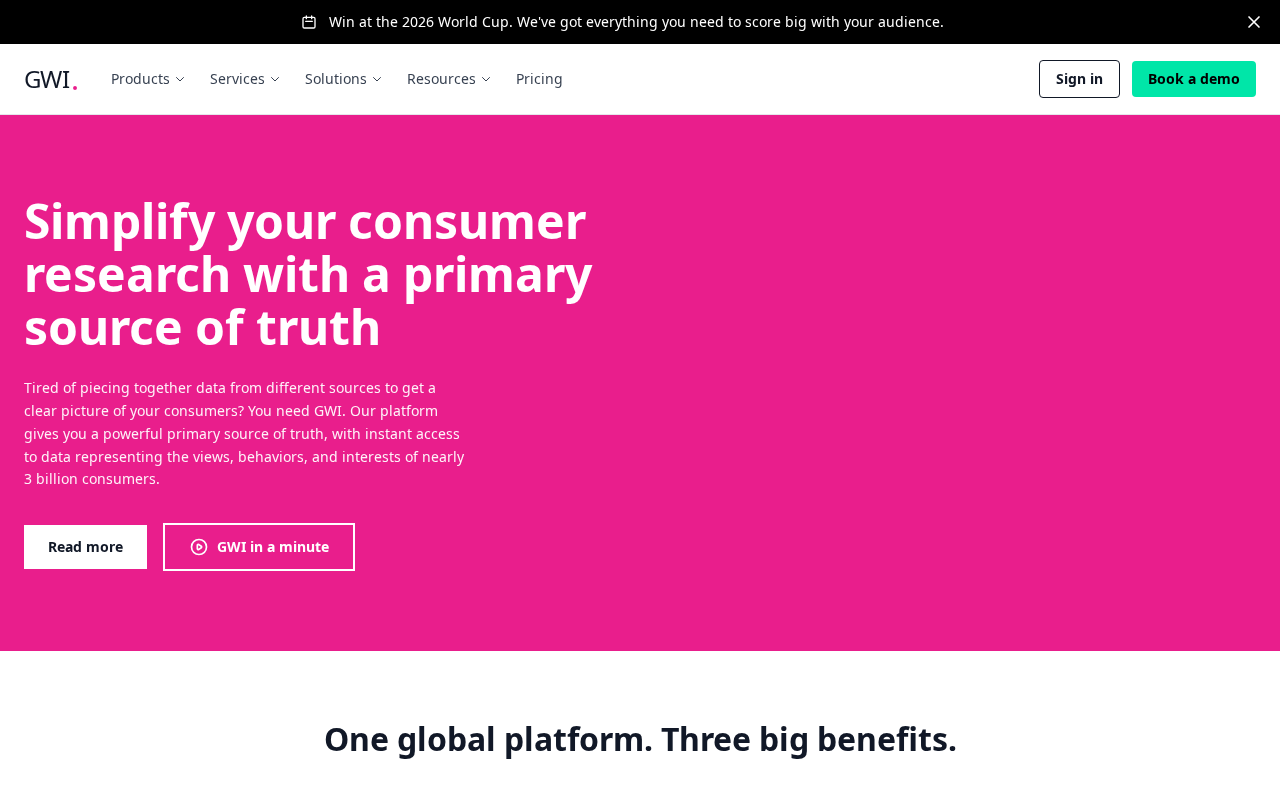 Win at the 2026 World Cup. We've got everything you need to score big with your audience.
GWI.
Products
Services
Solutions
Resources
Pricing
Sign in
Book a demo
Simplify your consumer
research with a primary
source of truth
Tired of piecing together data from different sources to get a
clear picture of your consumers? You need GWI. Our platform
gives you a powerful primary source of truth, with instant access
to data representing the views, behaviors, and interests of nearly
3 billion consumers.
Read more
GWI in a minute
One global platform. Three big benefits.